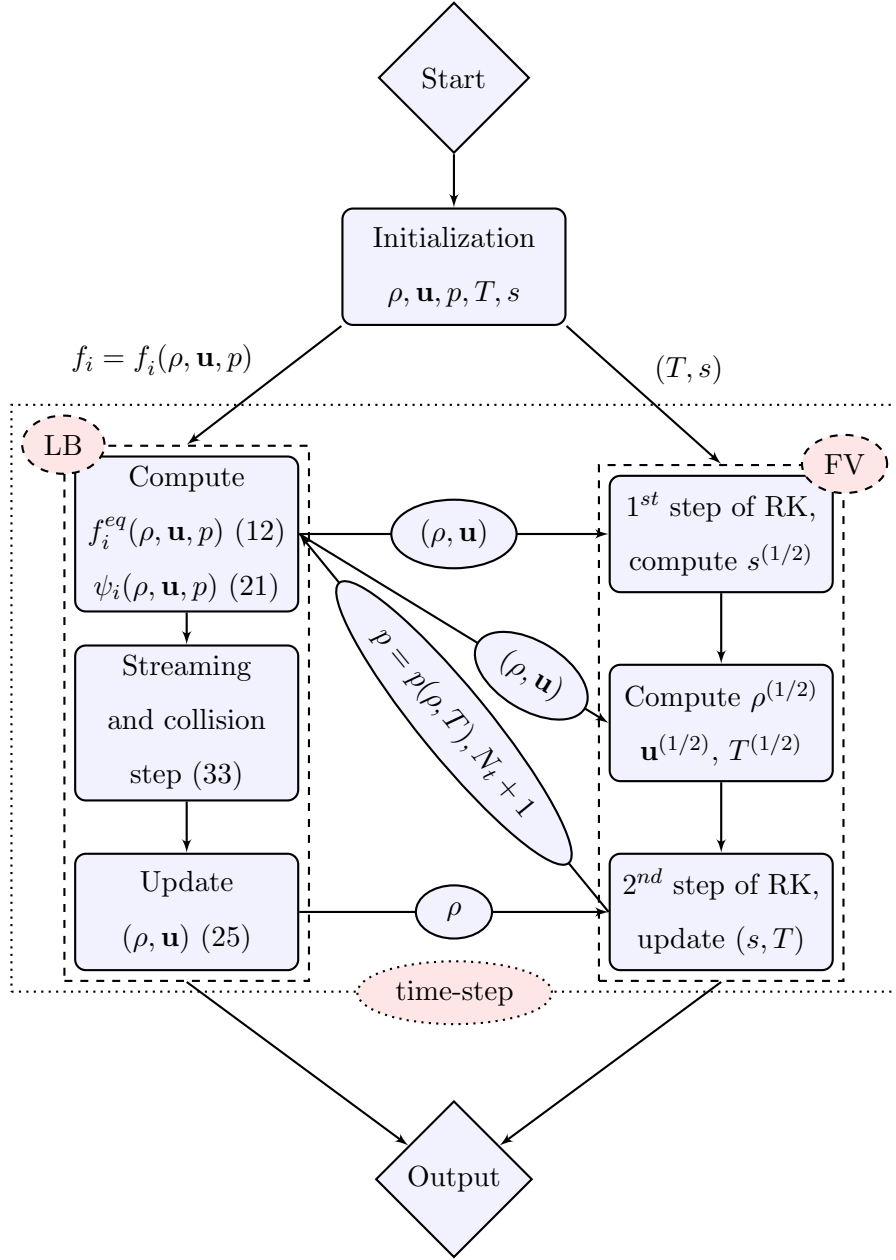 Start
Initialization
ρ, u, p, T, s
f_i = f_i(ρ, u, p)
(T, s)
LB
FV
Compute
f_i^{eq}(ρ, u, p) (12)
ψ_i(ρ, u, p) (21)
(ρ, u)
1^{st} step of RK,
compute s^{(1/2)}
Streaming
and collision
step (33)
(ρ, u)
p = p(ρ, T), N_t + 1
Compute ρ^{(1/2)}
u^{(1/2)}, T^{(1/2)}
Update
(ρ, u) (25)
ρ
2^{nd} step of RK,
update (s, T)
time-step
Output